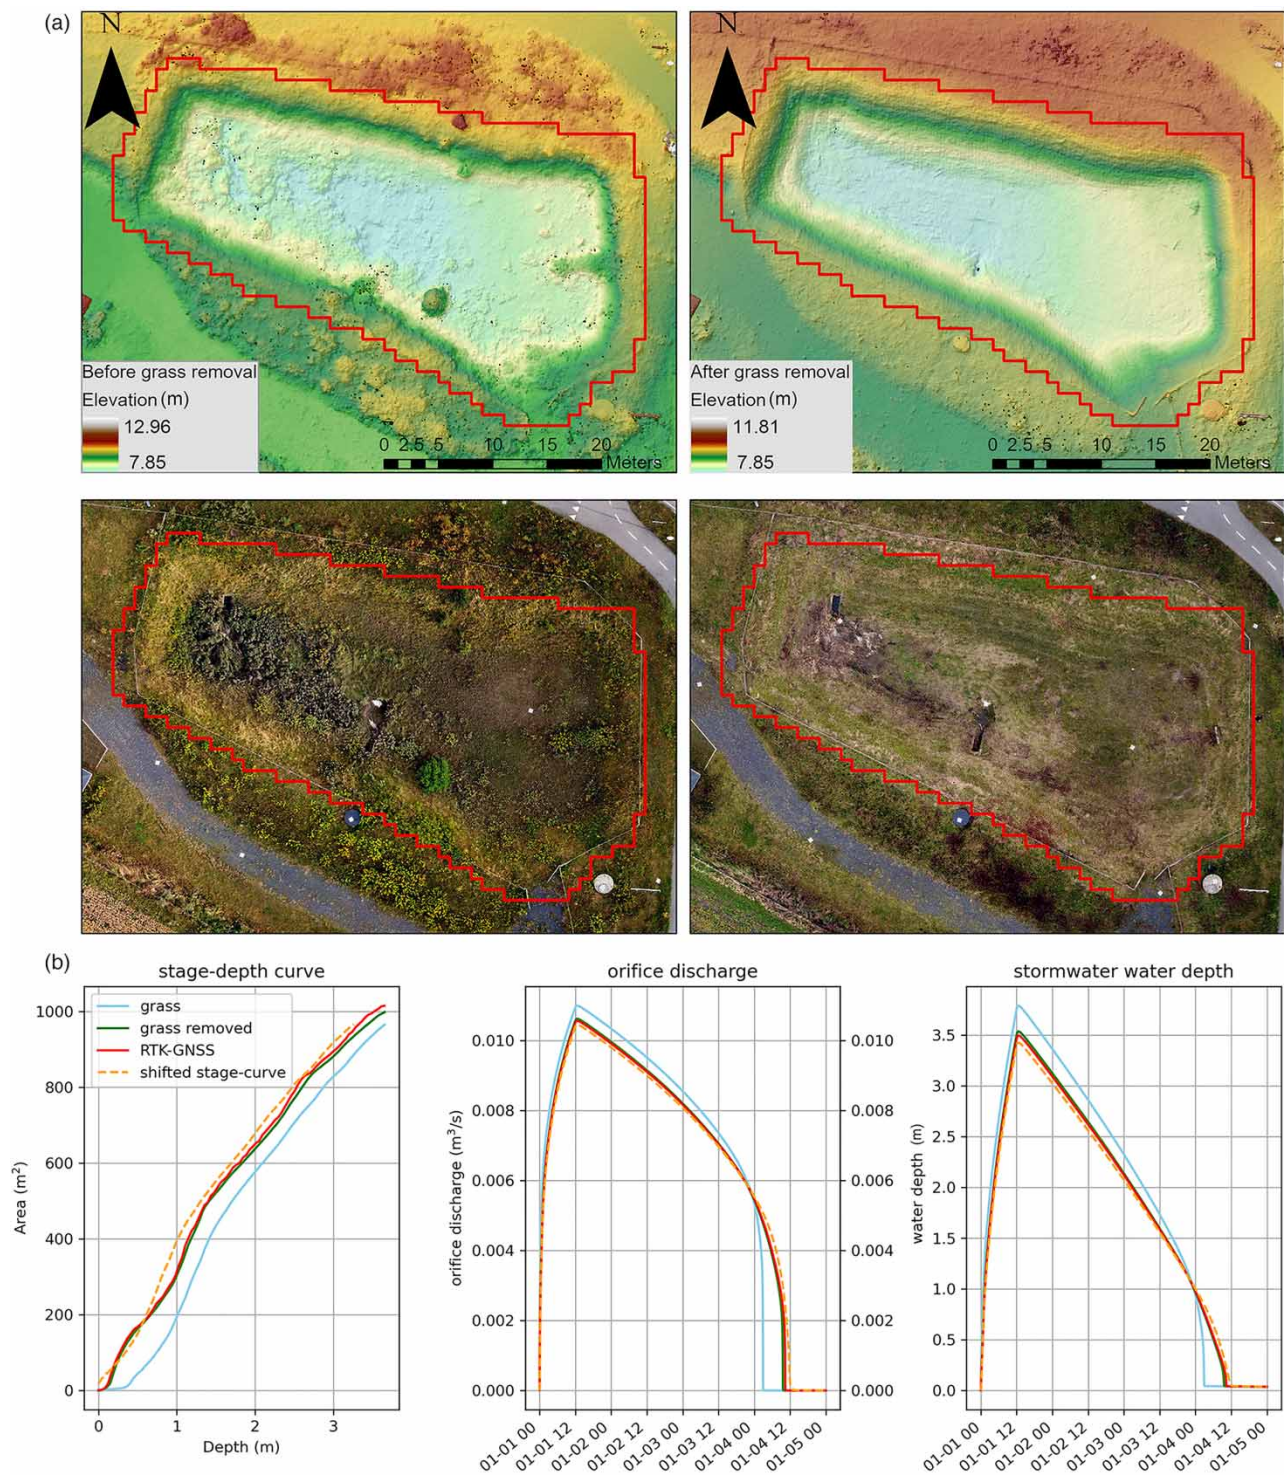 (a)
N
N
Before grass removal
Elevation (m)
12.96
7.85
0 2.5 5 10 15 20
Meters
After grass removal
Elevation (m)
11.81
7.85
0 2.5 5 10 15 20
Meters
(b)
stage-depth curve
grass
grass removed
RTK-GNSS
shifted stage-curve
1000
800
600
400
200
0
Area (m²)
0 1 2 3
Depth (m)
orifice discharge
0.010
0.008
0.006
0.004
0.002
0.000
orifice discharge (m³/s)
0.010
0.008
0.006
0.004
0.002
0.000
01-01 00
01-01 12
01-02 00
01-02 12
01-03 00
01-03 12
01-04 00
01-04 12
01-05 00
stormwater water depth
3.5
3.0
2.5
2.0
1.5
1.0
0.5
0.0
water depth (m)
01-01 00
01-01 12
01-02 00
01-02 12
01-03 00
01-03 12
01-04 00
01-04 12
01-05 00